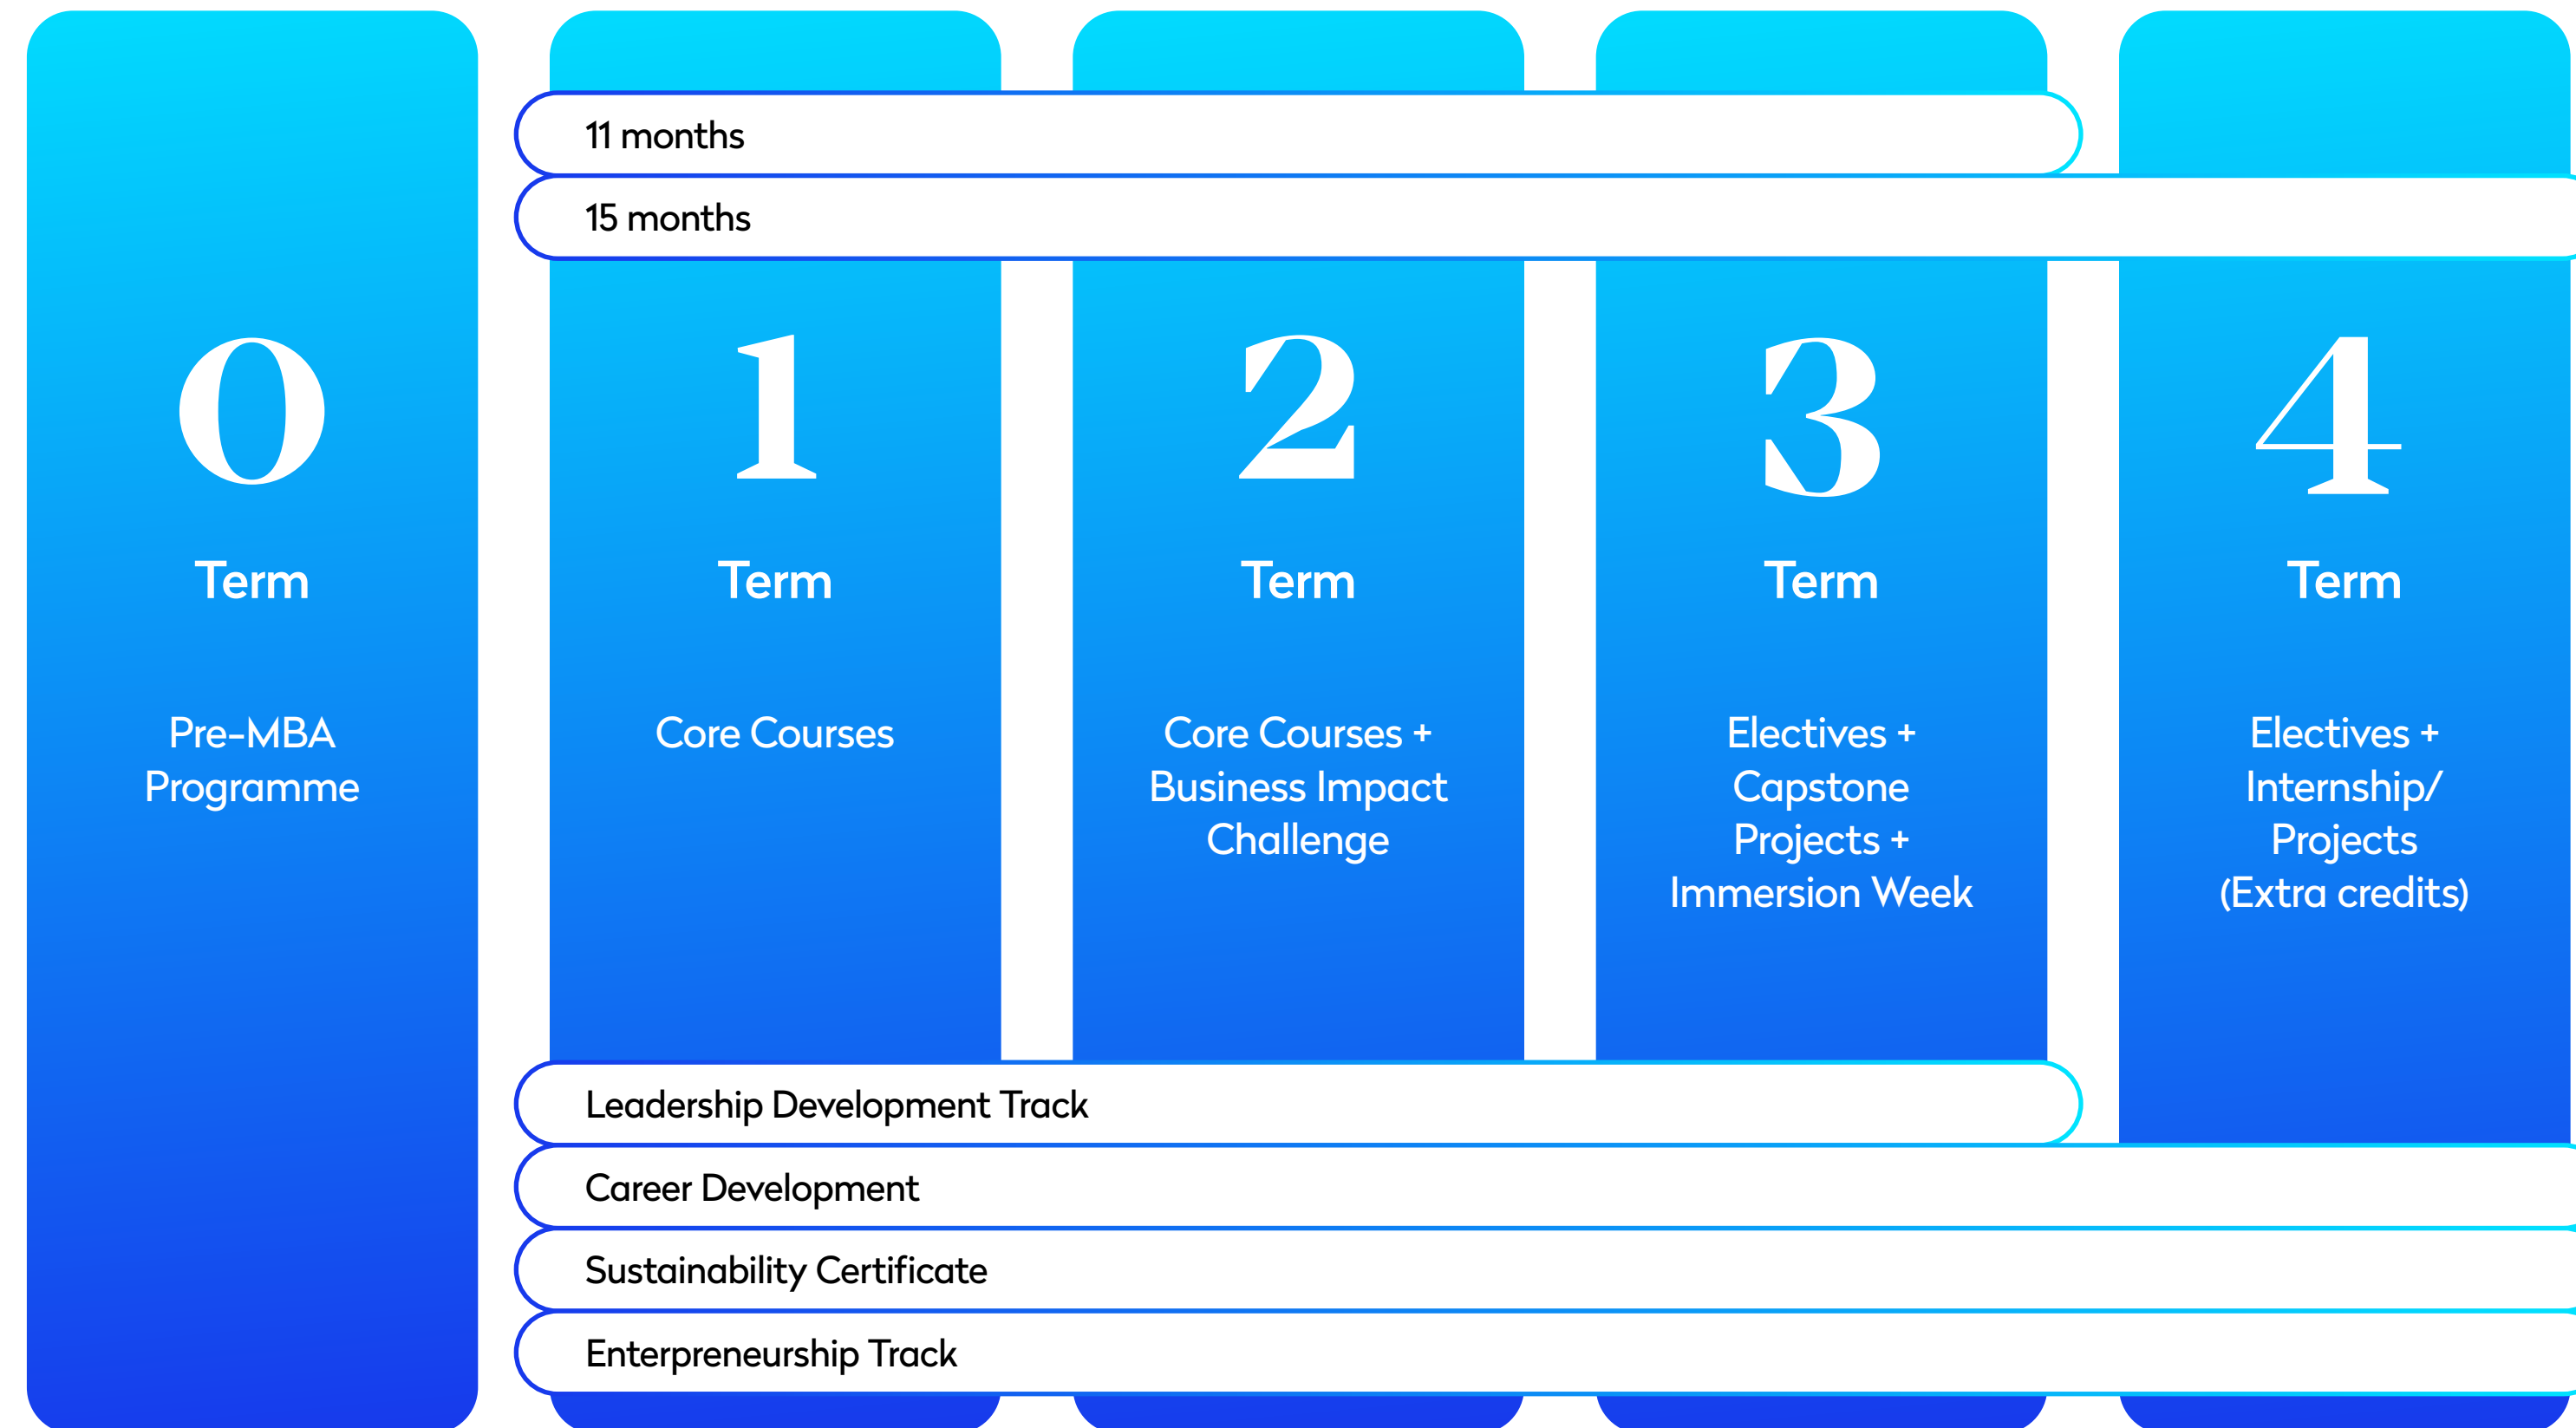 11 months
15 months
0
Term
Pre-MBA
Programme
1
Term
Core Courses
2
Term
Core Courses +
Business Impact
Challenge
3
Term
Electives +
Capstone
Projects +
Immersion Week
4
Term
Electives +
Internship/
Projects
(Extra credits)
Leadership Development Track
Career Development
Sustainability Certificate
Enterpreneurship Track